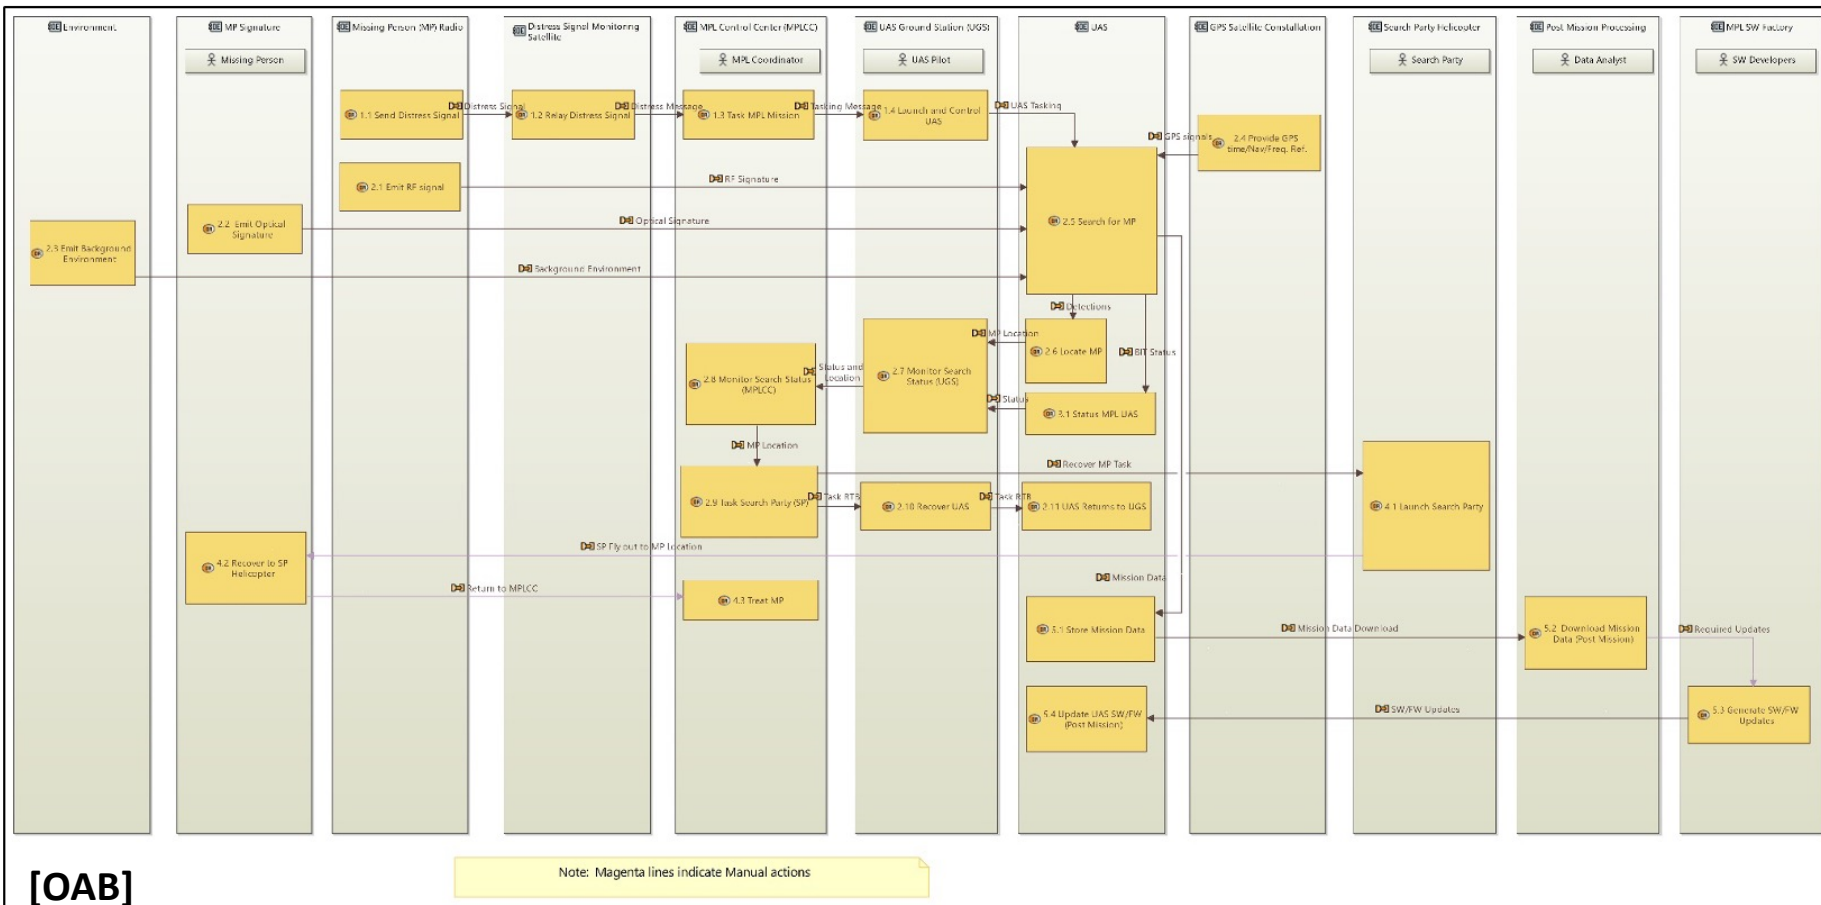 Environment
MP Signature
Missing Person (MP) Radio
Distress Signal Monitoring
Satellite
MPL Control Center (MPLCC)
UAS Ground Station (UGS)
UAS
GPS Satellite Constallation
Search Party Helicopter
Post Mission Processing
MPL SW Factory
Missing Person
MPL Coordinator
UAS Pilot
Search Party
Data Analyst
SW Developers
1.1 Send Distress Signal
Distress Signal
1.2 Relay Distress Signal
Distress Message
1.3 Task MPL Mission
Tasking Message
1.4 Launch and Control
UAS
UAS Tasking
GPS signals
2.4 Provide GPS
time/Nav/Freq. Ref.
2.1 Emit RF signal
RF Signature
2.2 Emit Optical
Signature
Optical Signature
2.5 Search for MP
2.3 Emit Background
Environment
Background Environment
Detections
MP Location
2.6 Locate MP
BIT Status
2.8 Monitor Search Status
(MPLCC)
Status and
Location
2.7 Monitor Search
Status (UGS)
Status
3.1 Status MPL UAS
MP Location
Recover MP Task
2.9 Task Search Party (SP)
Task RTB
2.10 Recover UAS
Task RTB
2.11 UAS Returns to UGS
4.1 Launch Search Party
SP Fly out to MP Location
4.2 Recover to SP
Helicopter
Return to MPLCC
4.3 Treat MP
Mission Data
5.1 Store Mission Data
Mission Data Download
5.2 Download Mission
Data (Post Mission)
Required Updates
5.4 Update UAS SW/FW
(Post Mission)
SW/FW Updates
5.3 Generate SW/FW
Updates
Note: Magenta lines indicate Manual actions
[OAB]